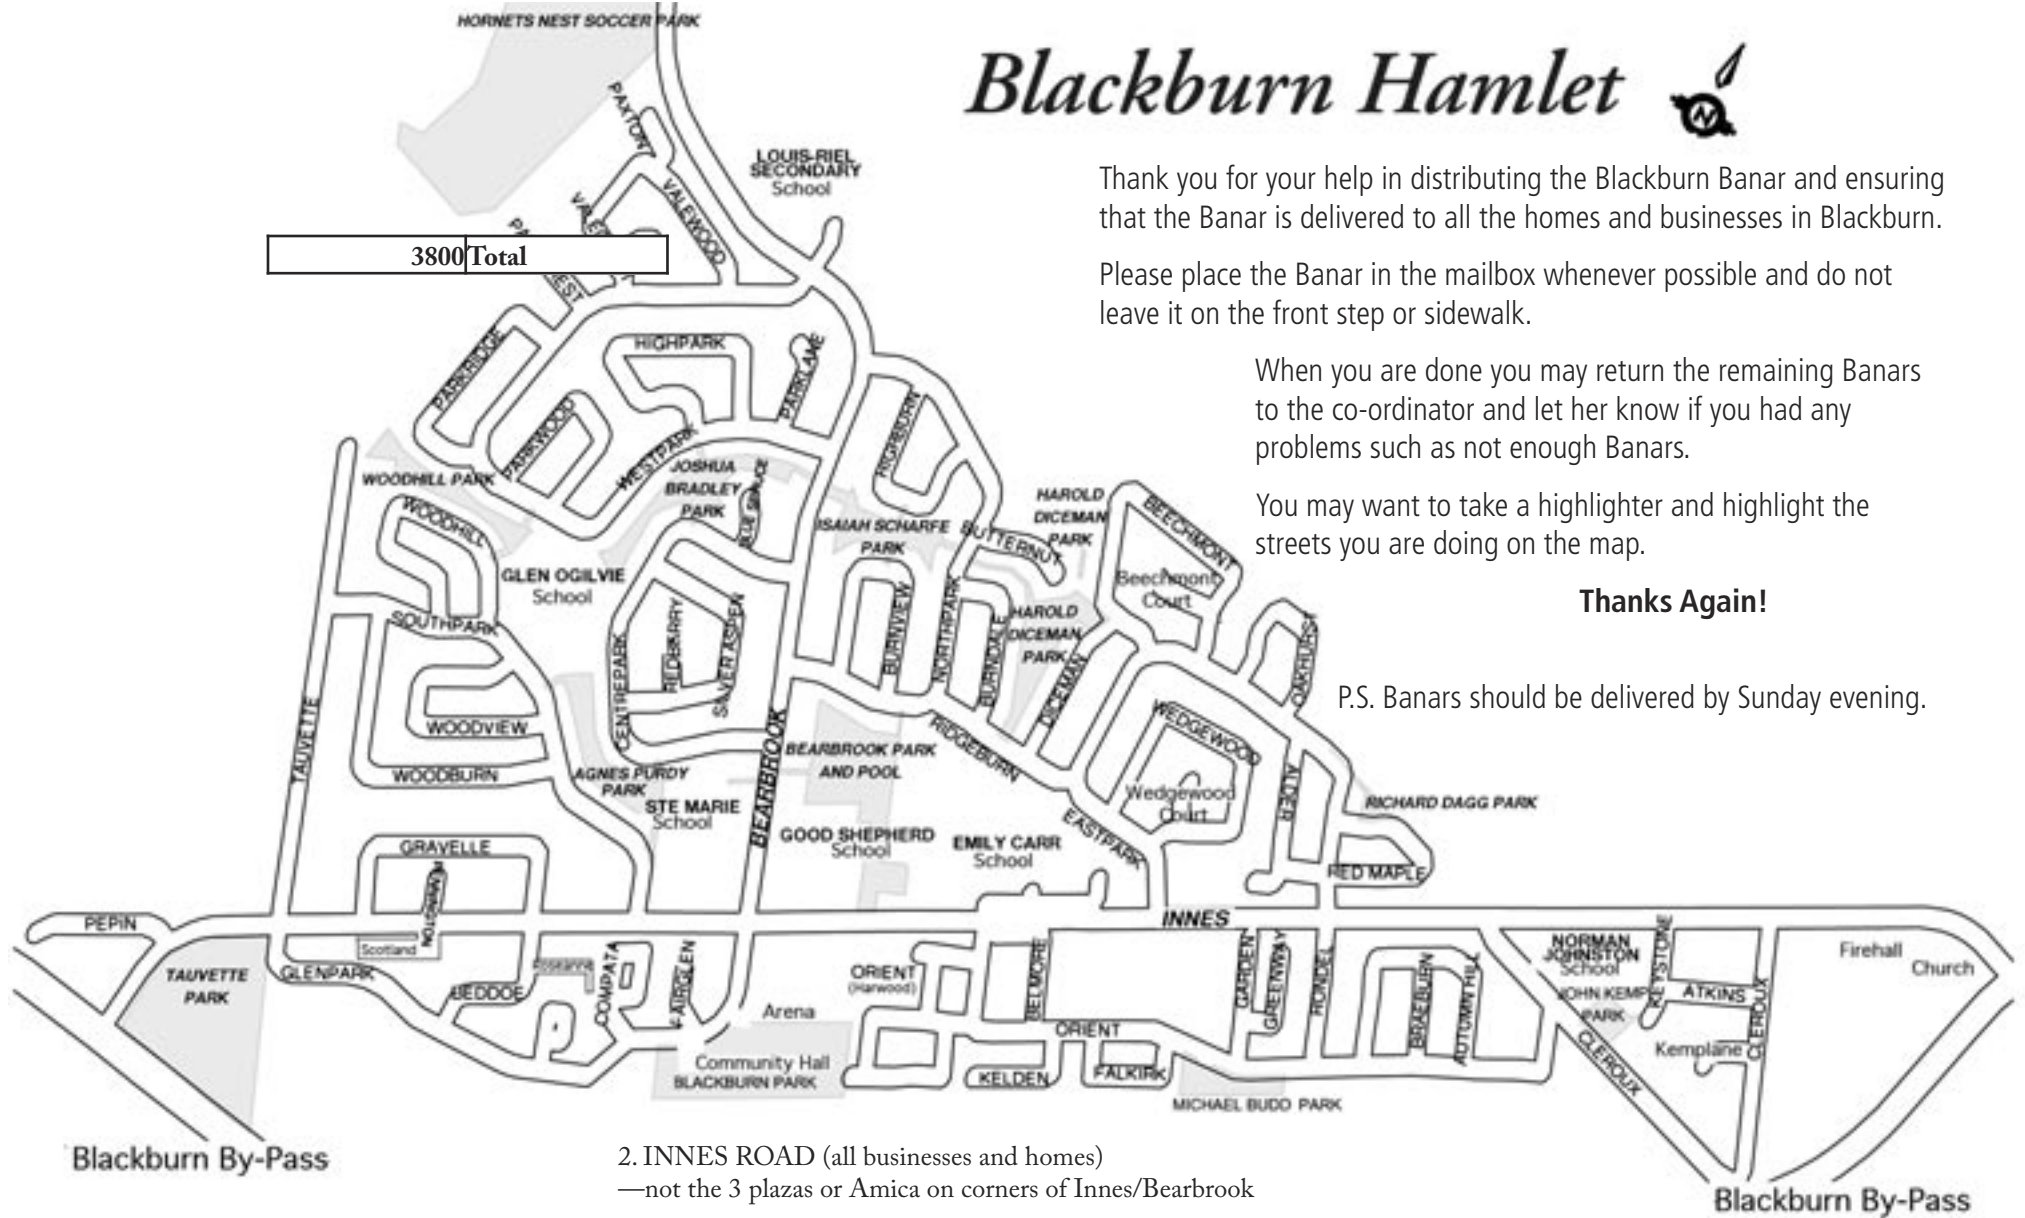 HORNETS NEST SOCCER PARK
Blackburn Hamlet
N
PAXTON
LOUIS-RIEL
SECONDARY
School
Thank you for your help in distributing the Blackburn Banar and ensuring
that the Banar is delivered to all the homes and businesses in Blackburn.
VALEWOOD
3800 Total
Please place the Banar in the mailbox whenever possible and do not
leave it on the front step or sidewalk.
PARKRIDGE
HIGHPARK
PARKLANE
When you are done you may return the remaining Banars
to the co-ordinator and let her know if you had any
problems such as not enough Banars.
HIGHBURN
PARKWOOD
WESTPARK
WOODHILL PARK
JOSHUA
BRADLEY
PARK
BLUE SPRUCE
You may want to take a highlighter and highlight the
streets you are doing on the map.
WOODHILL
ISAIAH SCHARFE
PARK
BUTTERNUT
HAROLD
DICEMAN
PARK
BEECHMONT
Beechmont
Court
GLEN OGILVIE
School
Thanks Again!
SOUTHPARK
CENTREPARK
REDBERRY
SILVER ASPEN
BURNVIEW
NORTHPARK
BURNDALE
HAROLD
DICEMAN
PARK
DICEMAN
OAKHURST
P.S. Banars should be delivered by Sunday evening.
TAUVETTE
WOODVIEW
WOODBURN
BEARBROOK
BEARBROOK PARK
AND POOL
RIDGEBURN
WEDGEWOOD
Wedgewood
Court
ALDER
AGNES PURDY
PARK
STE MARIE
School
GOOD SHEPHERD
School
EMILY CARR
School
EASTPARK
RICHARD DAGG PARK
RED MAPLE
GRAVELLE
PEPIN
INNES
Scotland
Roseanne
TAUVETTE
PARK
GLENPARK
BEDDOE
COMPATA
FAIRGLEN
Arena
ORIENT
(Harwood)
BELMORE
GARDEN
GREENWAY
RONDEL
BRAEBURN
AUTUMN HILL
NORMAN
JOHNSTON
School
KEYSTONE
JOHN KEMP
PARK
ATKINS
CLEROUX
Firehall
Church
ORIENT
Community Hall
BLACKBURN PARK
KELDEN
FALKIRK
MICHAEL BUDD PARK
CLEROUX
Kemplane
Blackburn By-Pass
2. INNES ROAD (all businesses and homes)
—not the 3 plazas or Amica on corners of Innes/Bearbrook
Blackburn By-Pass